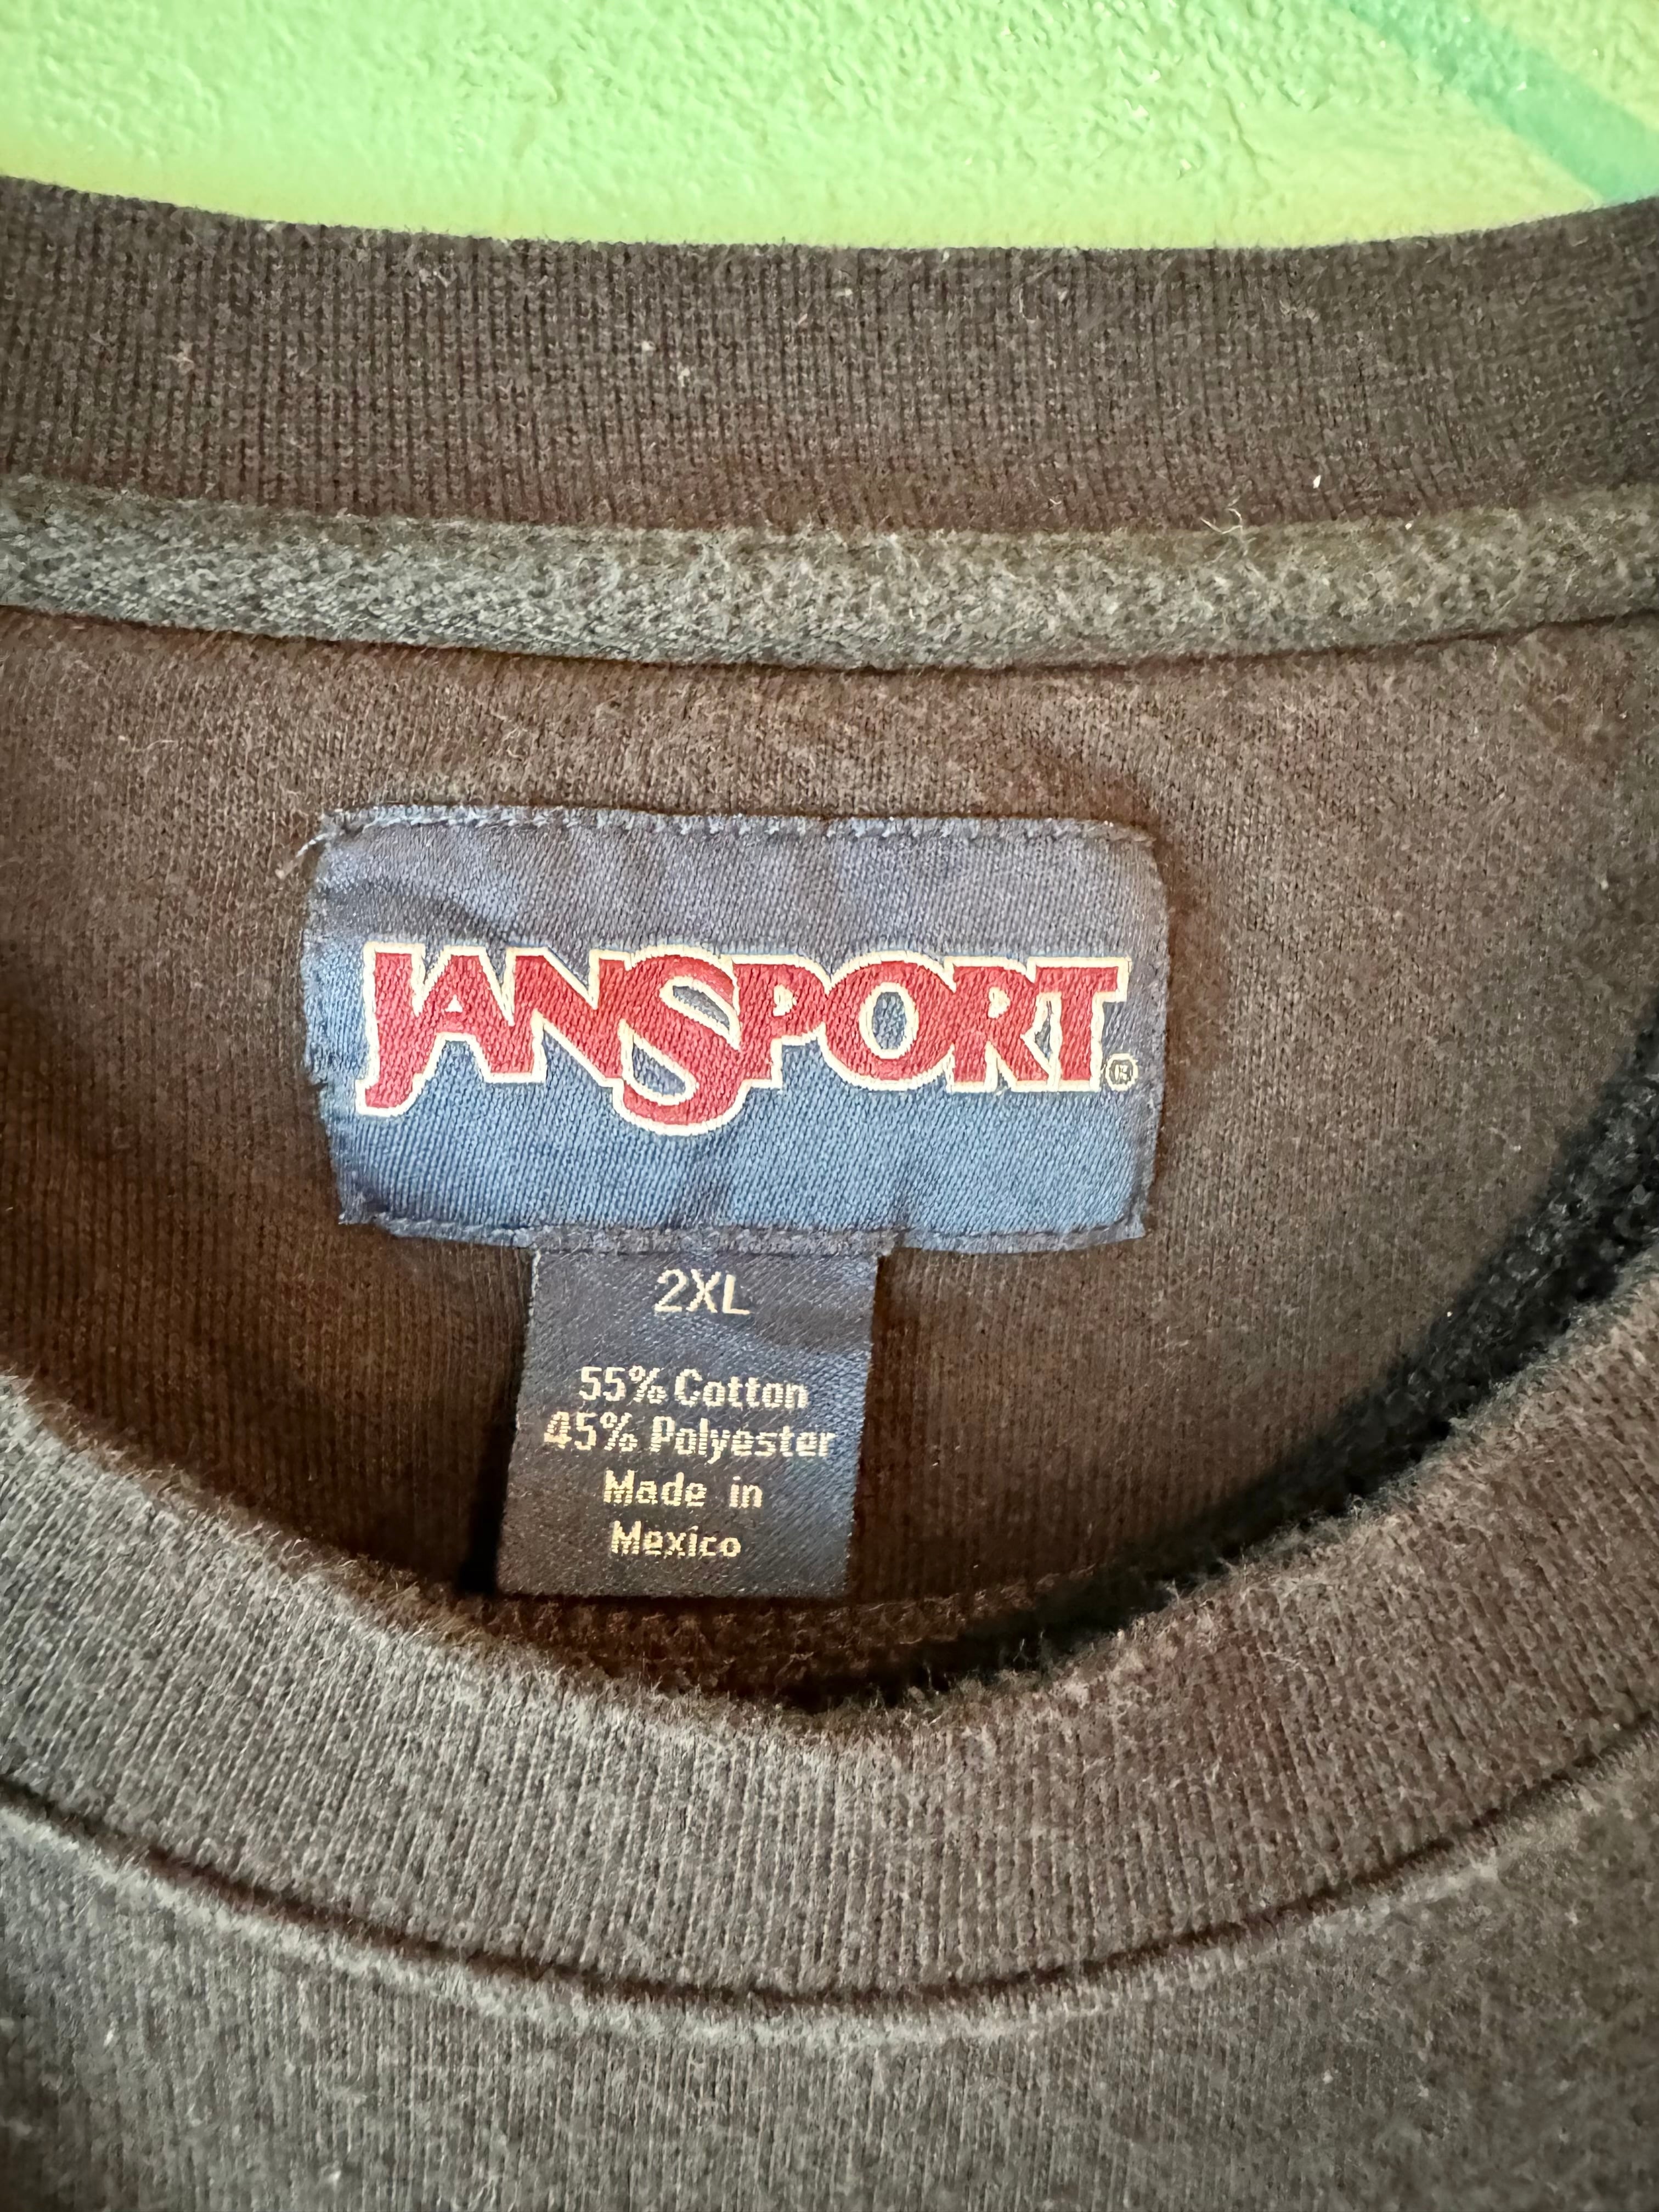 JANSPORT®
2XL
55% Cotton
45% Polyester
Made in
Mexico